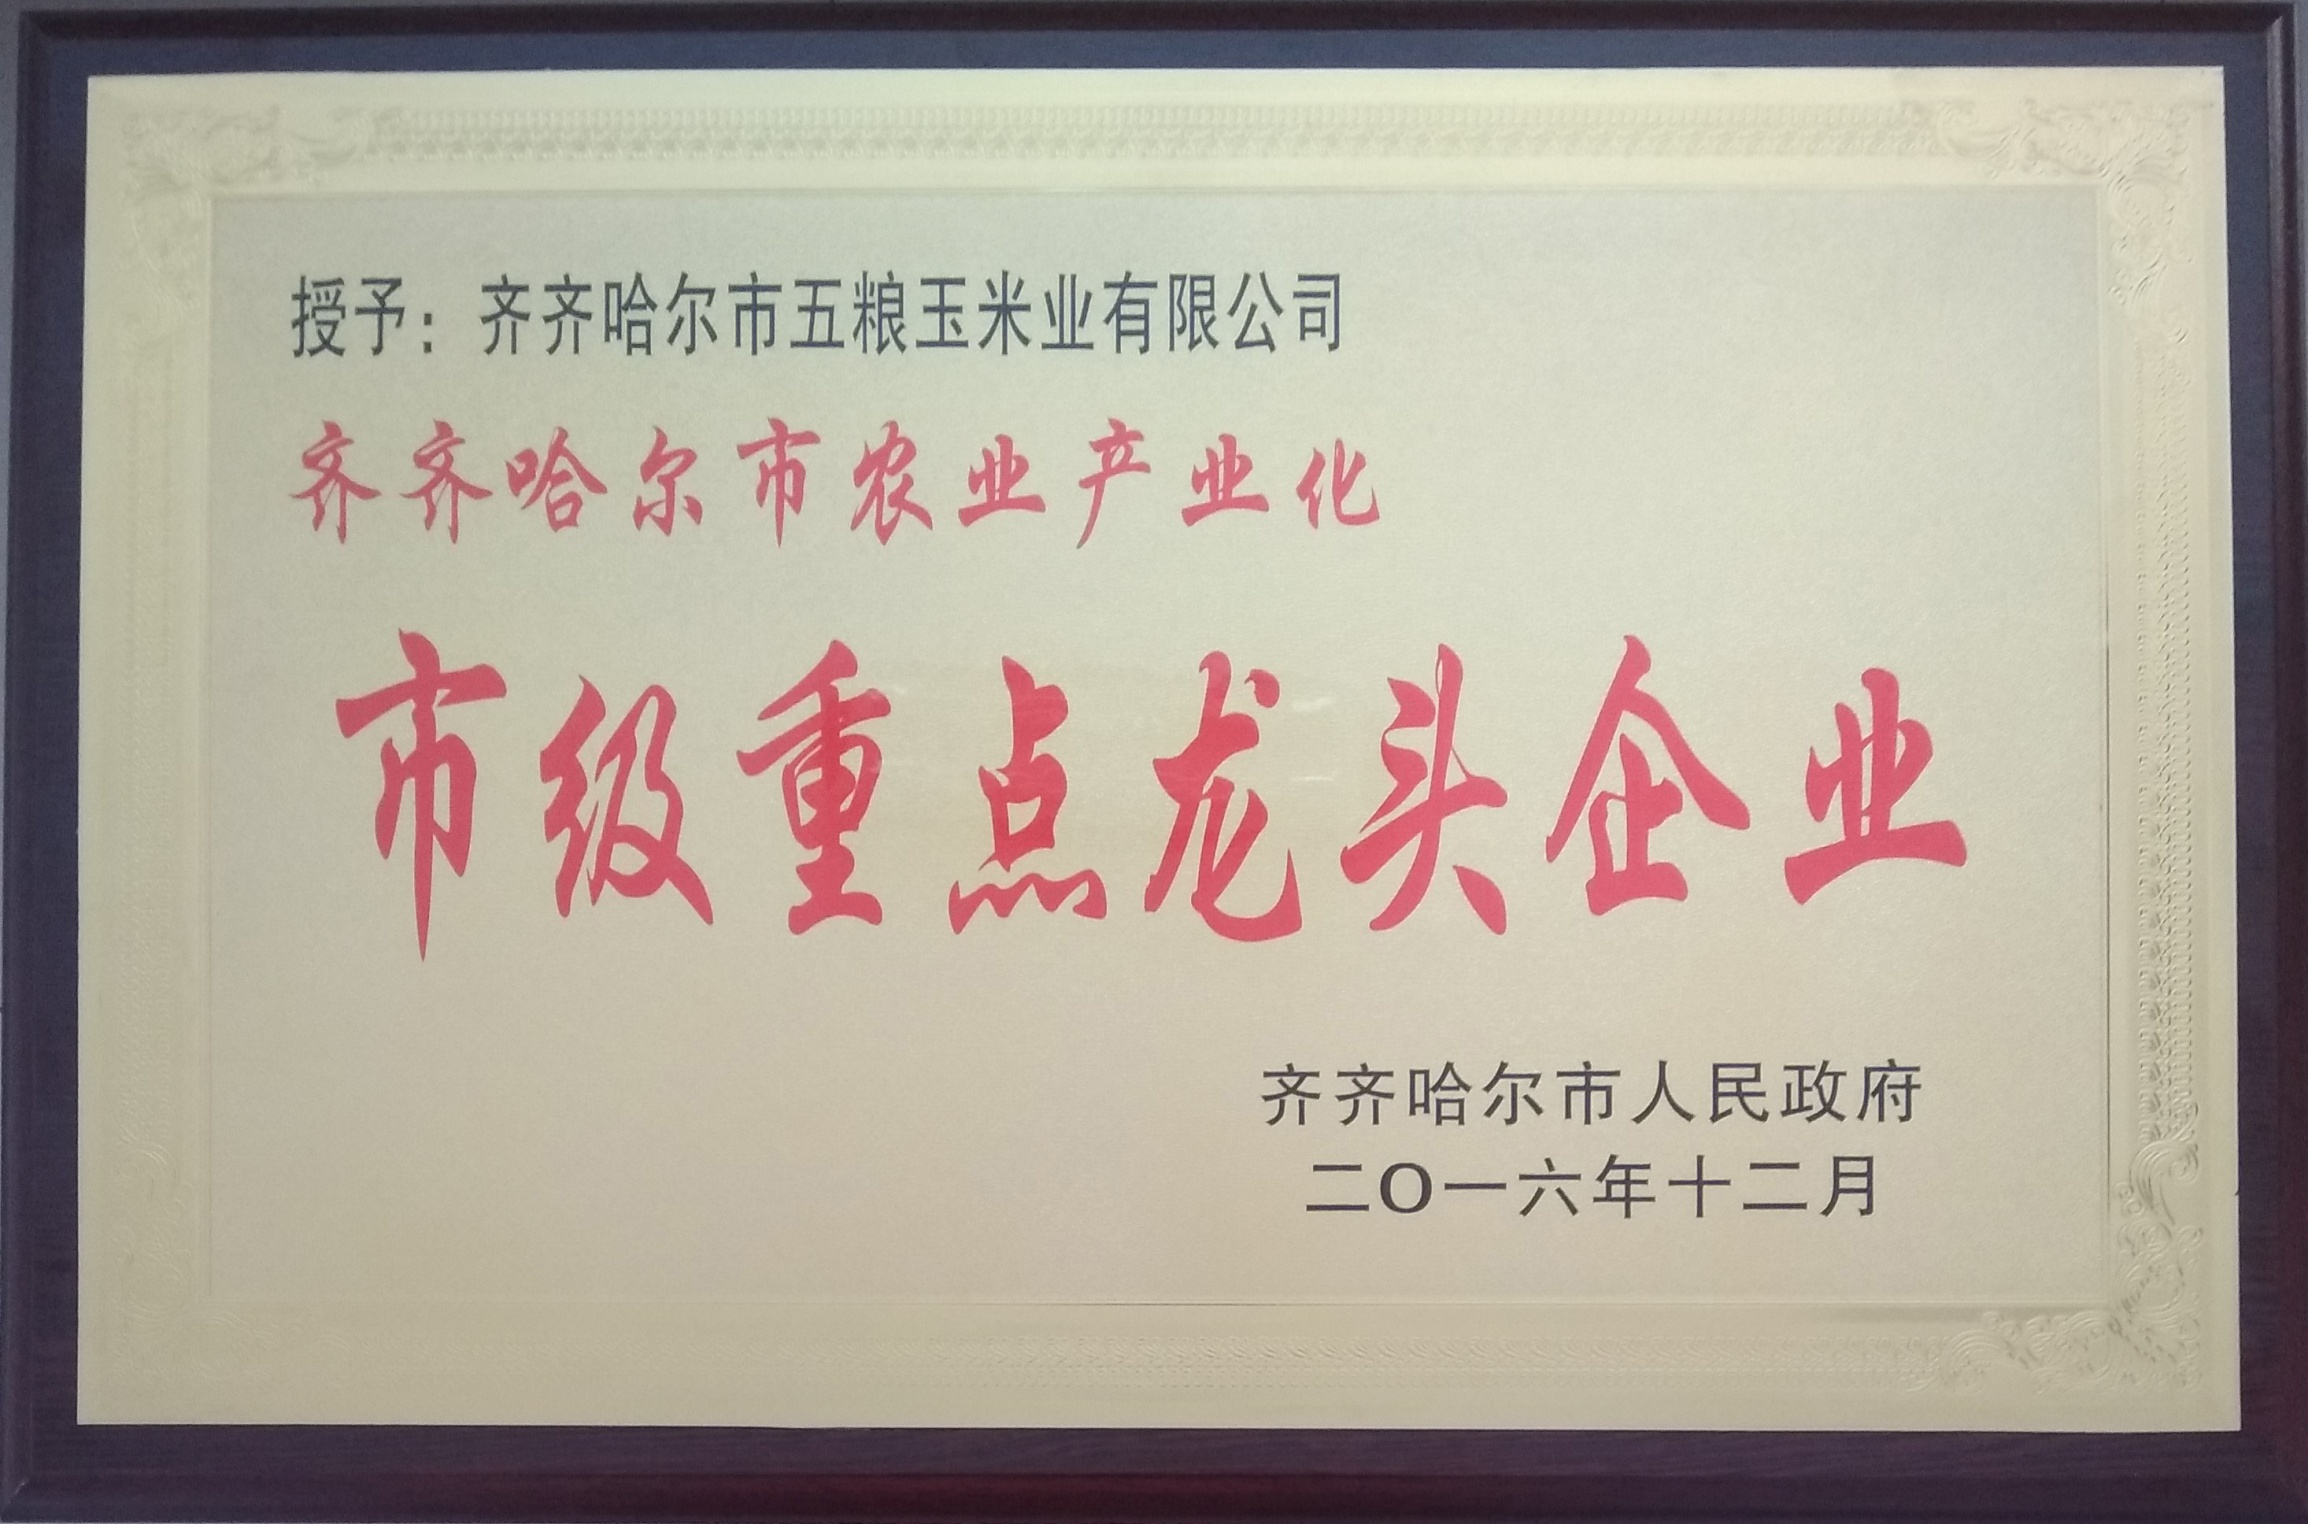 授予：齐齐哈尔市五粮玉米业有限公司
齐齐哈尔市农业产业化
市级重点龙头企业
齐齐哈尔市人民政府
二O一六年十二月